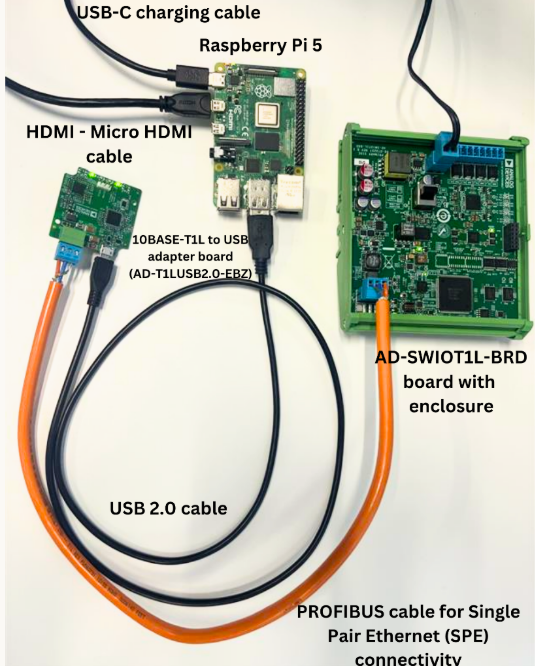 USB-C charging cable
Raspberry Pi 5
HDMI - Micro HDMI
cable
10BASE-T1L to USB
adapter board
(AD-T1LUSB2.0-EBZ)
AD-SWIOT1L-BRD
board with
enclosure
USB 2.0 cable
PROFIBUS cable for Single
Pair Ethernet (SPE)
connectivity